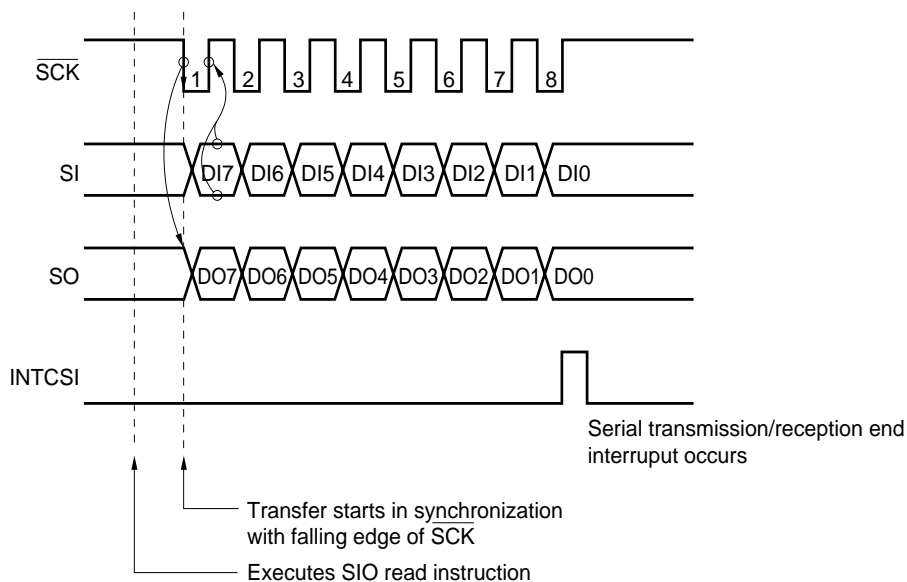 SCK
1 2 3 4 5 6 7 8
SI
DI7 DI6 DI5 DI4 DI3 DI2 DI1 DI0
SO
DO7 DO6 DO5 DO4 DO3 DO2 DO1 DO0
INTCSI
Serial transmission/reception end
interruput occurs
Transfer starts in synchronization
with falling edge of SCK
Executes SIO read instruction